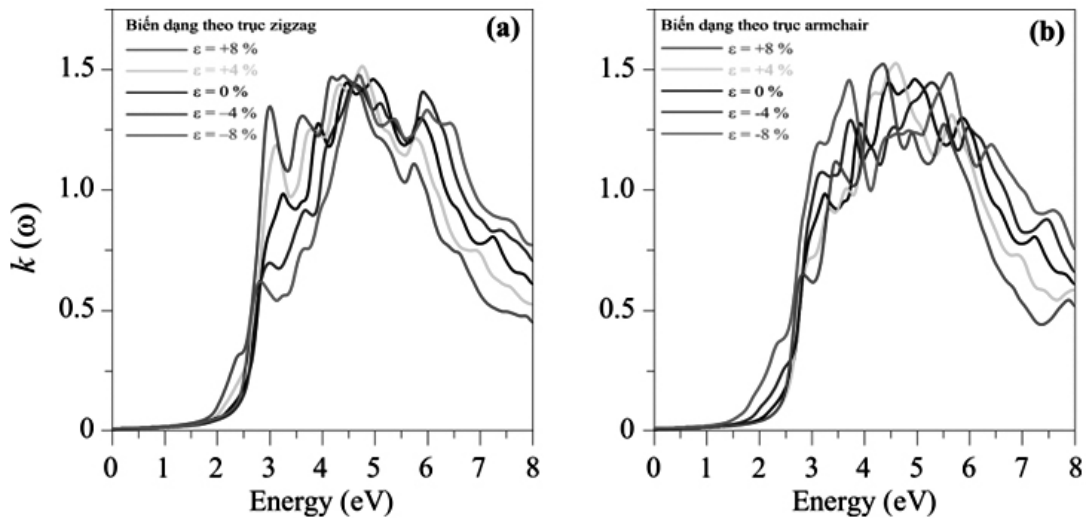 Biến dạng theo trục zigzag
(a)
ε = +8 %
ε = +4 %
ε = 0 %
ε = –4 %
ε = –8 %
1.5
1.0
0.5
0
k (ω)
0 1 2 3 4 5 6 7 8
Energy (eV)
Biến dạng theo trục armchair
(b)
ε = +8 %
ε = +4 %
ε = 0 %
ε = -4 %
ε = -8 %
1.5
1.0
0.5
0
0 1 2 3 4 5 6 7 8
Energy (eV)